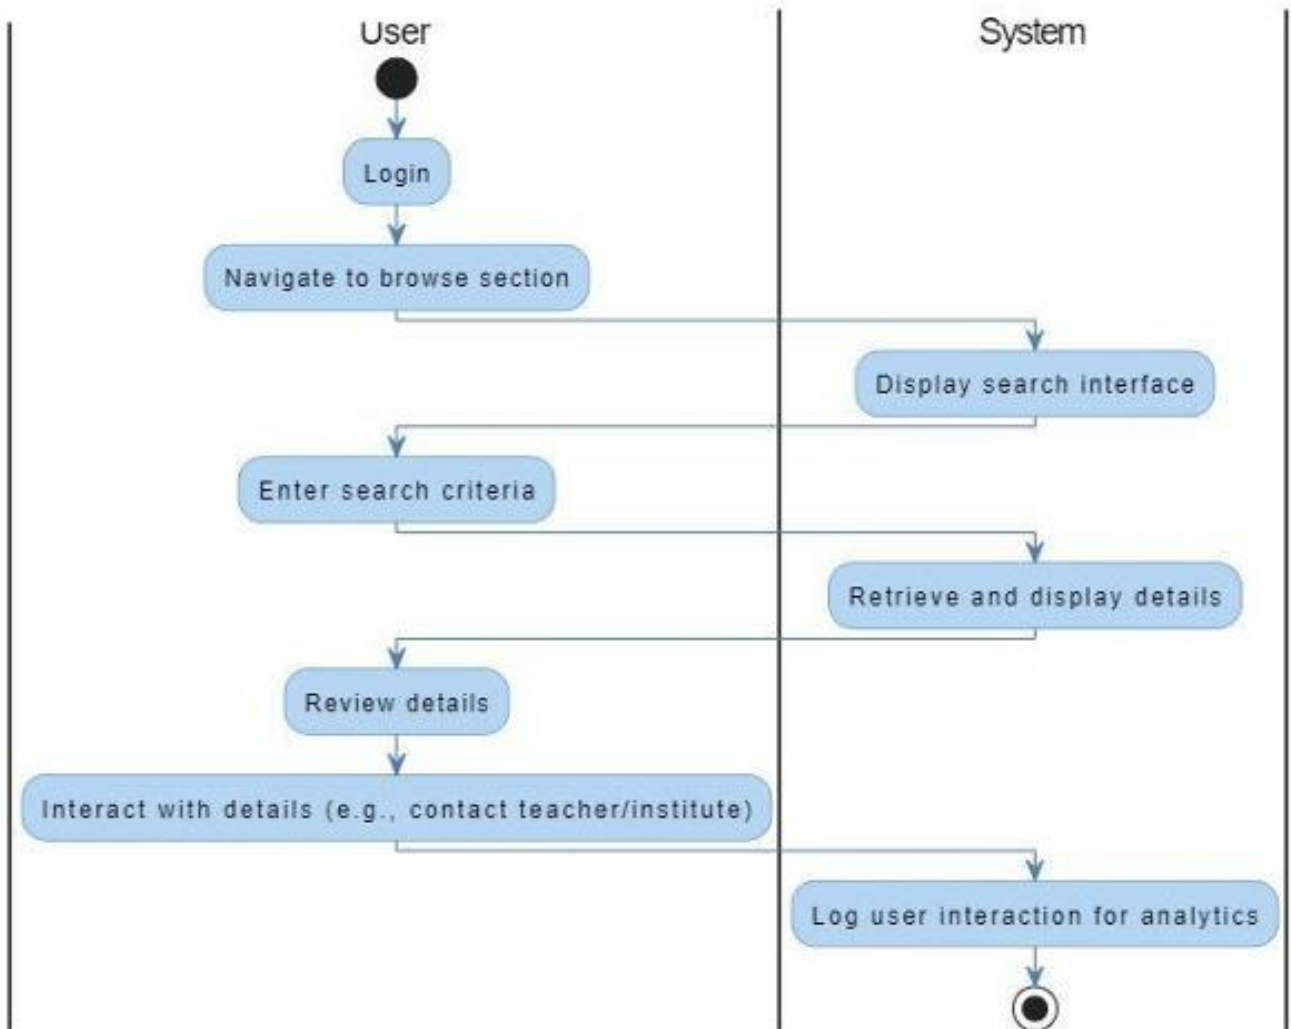 User
System
Login
Navigate to browse section
Display search interface
Enter search criteria
Retrieve and display details
Review details
Interact with details (e.g., contact teacher/institute)
Log user interaction for analytics